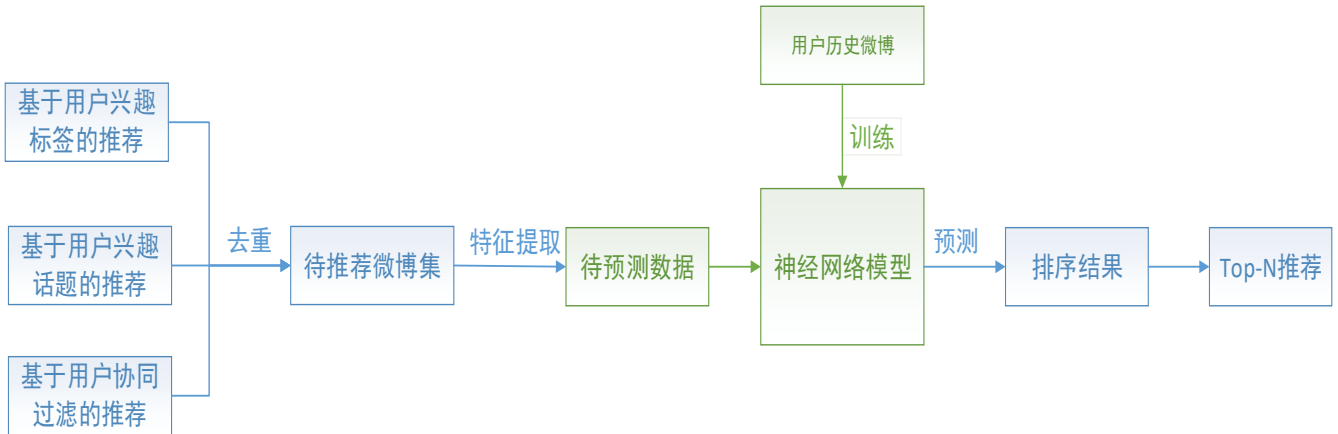 用户历史微博
训练
基于用户兴趣
标签的推荐
基于用户兴趣
话题的推荐
基于用户协同
过滤的推荐
去重
待推荐微博集
特征提取
待预测数据
神经网络模型
预测
排序结果
Top-N推荐